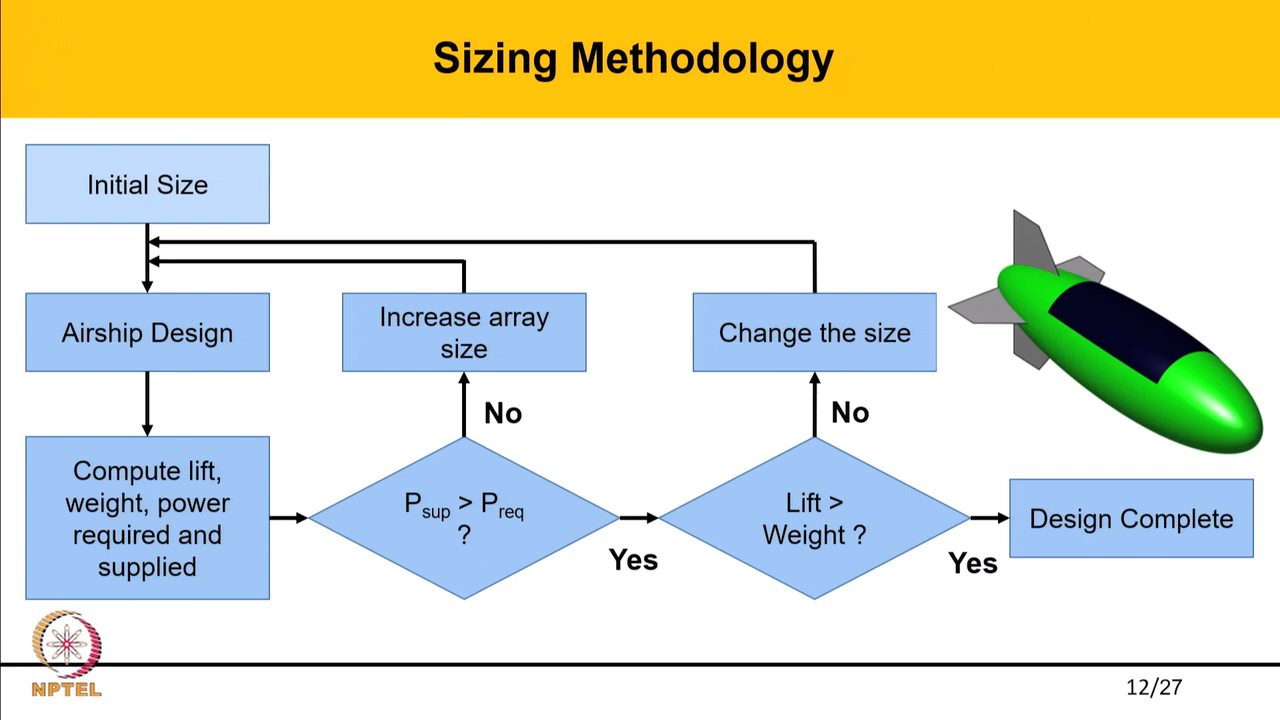 Sizing Methodology
Initial Size
Airship Design
Increase array
size
Change the size
No
No
Compute lift,
weight, power
required and
supplied
Psup > Preq
?
Yes
Lift >
Weight ?
Yes
Design Complete
NPTEL
12/27